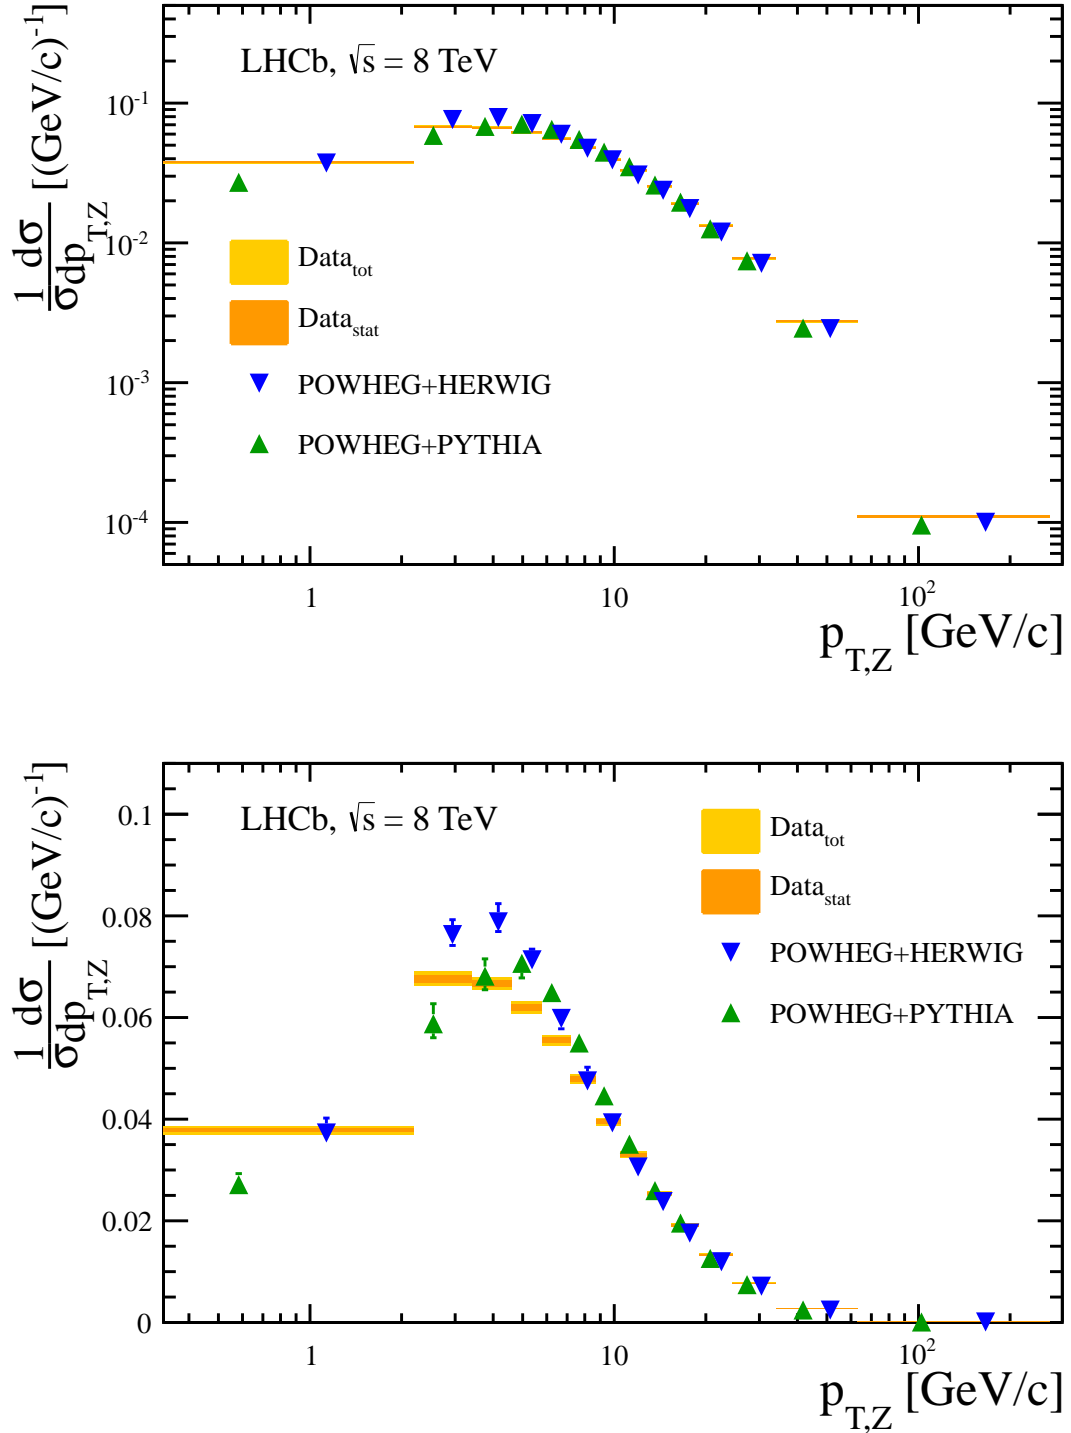 LHCb, √s = 8 TeV
1/σ dσ/dp_T,Z [(GeV/c)^-1]
10^-1
10^-2
10^-3
10^-4
Data_tot
Data_stat
POWHEG+HERWIG
POWHEG+PYTHIA
1 10 10^2
p_T,Z [GeV/c]
LHCb, √s = 8 TeV
1/σ dσ/dp_T,Z [(GeV/c)^-1]
0.1
0.08
0.06
0.04
0.02
0
Data_tot
Data_stat
POWHEG+HERWIG
POWHEG+PYTHIA
1 10 10^2
p_T,Z [GeV/c]